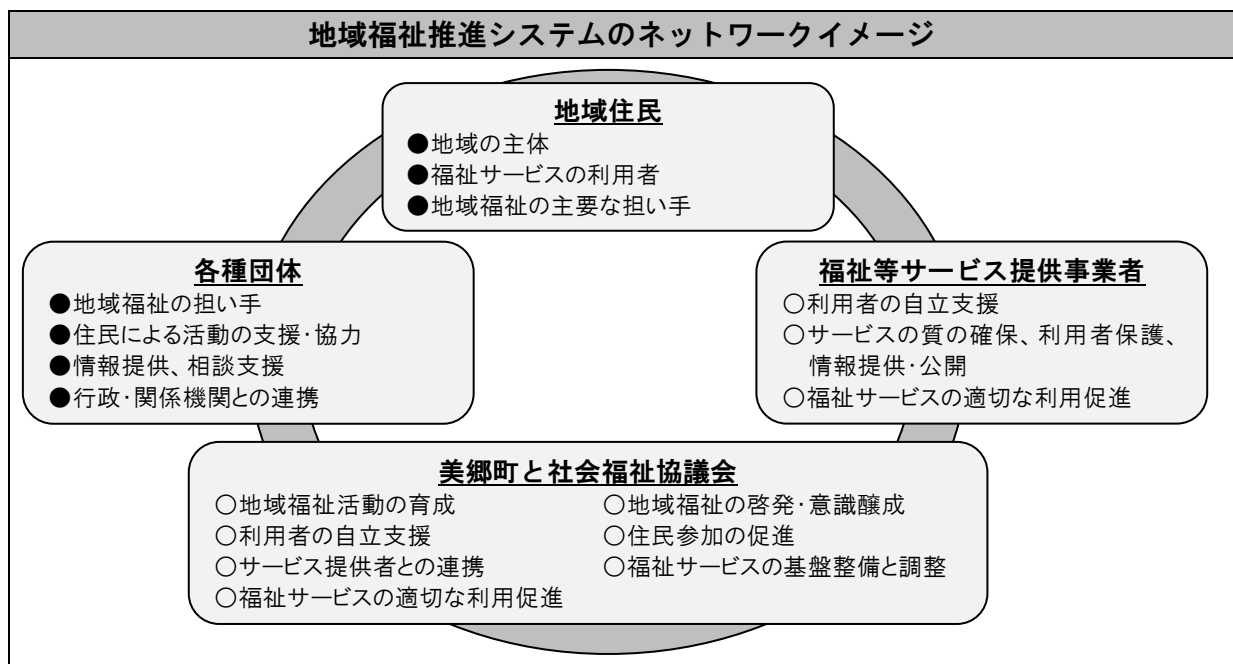 地域福祉推進システムのネットワークイメージ
地域住民
●地域の主体
●福祉サービスの利用者
●地域福祉の主要な担い手
各種団体
●地域福祉の担い手
●住民による活動の支援・協力
●情報提供、相談支援
●行政・関係機関との連携
福祉等サービス提供事業者
○利用者の自立支援
○サービスの質の確保、利用者保護、
情報提供・公開
○福祉サービスの適切な利用促進
美郷町と社会福祉協議会
○地域福祉活動の育成
○利用者の自立支援
○サービス提供者との連携
○福祉サービスの適切な利用促進
○地域福祉の啓発・意識醸成
○住民参加の促進
○福祉サービスの基盤整備と調整